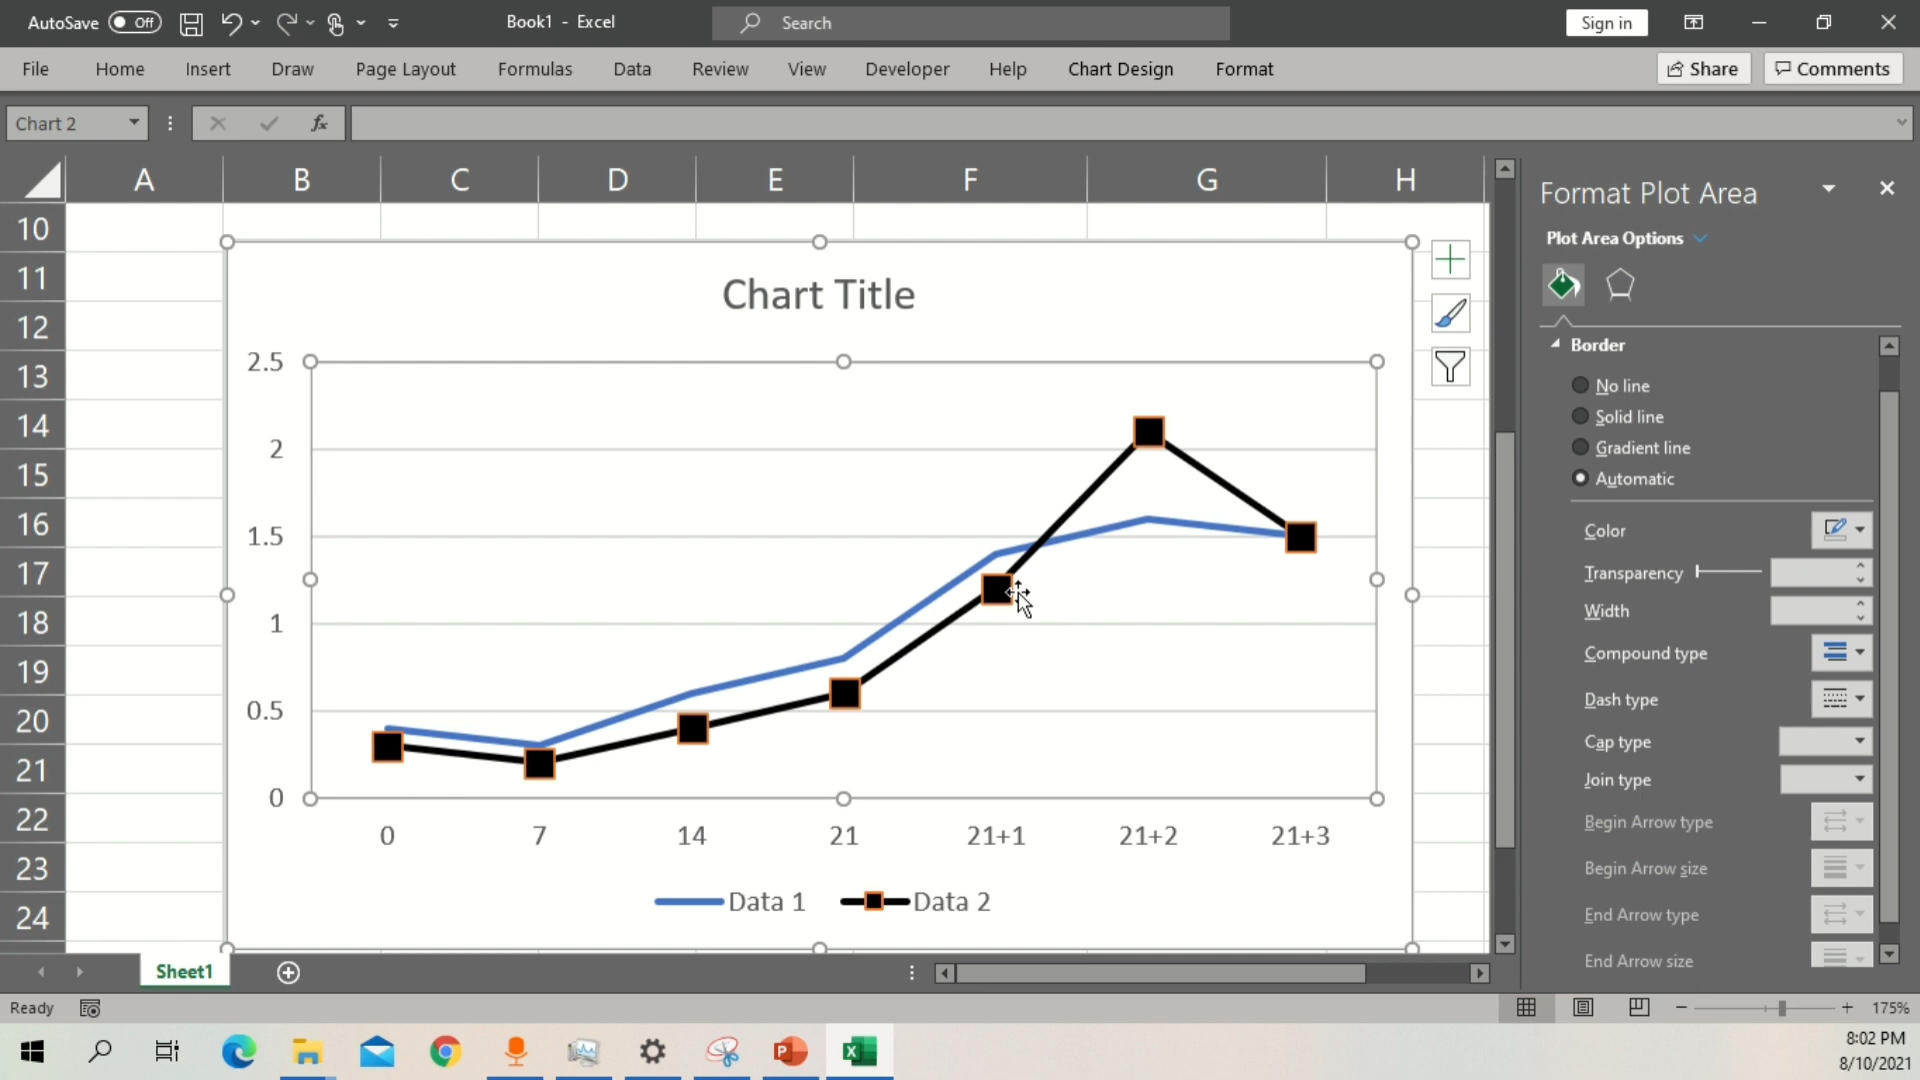 AutoSave Off Book1 - Excel Search Sign in
File Home Insert Draw Page Layout Formulas Data Review View Developer Help Chart Design Format Share Comments
Chart 2 fx
A B C D E F G H
10
11
12
13
14
15
16
17
18
19
20
21
22
23
24
Chart Title
2.5
2
1.5
1
0.5
0
0 7 14 21 21+1 21+2 21+3
Data 1 Data 2
Format Plot Area
Plot Area Options
Border
No line
Solid line
Gradient line
Automatic
Color
Transparency
Width
Compound type
Dash type
Cap type
Join type
Begin Arrow type
Begin Arrow size
End Arrow type
End Arrow size
Sheet1
Ready 175%
8:02 PM
8/10/2021